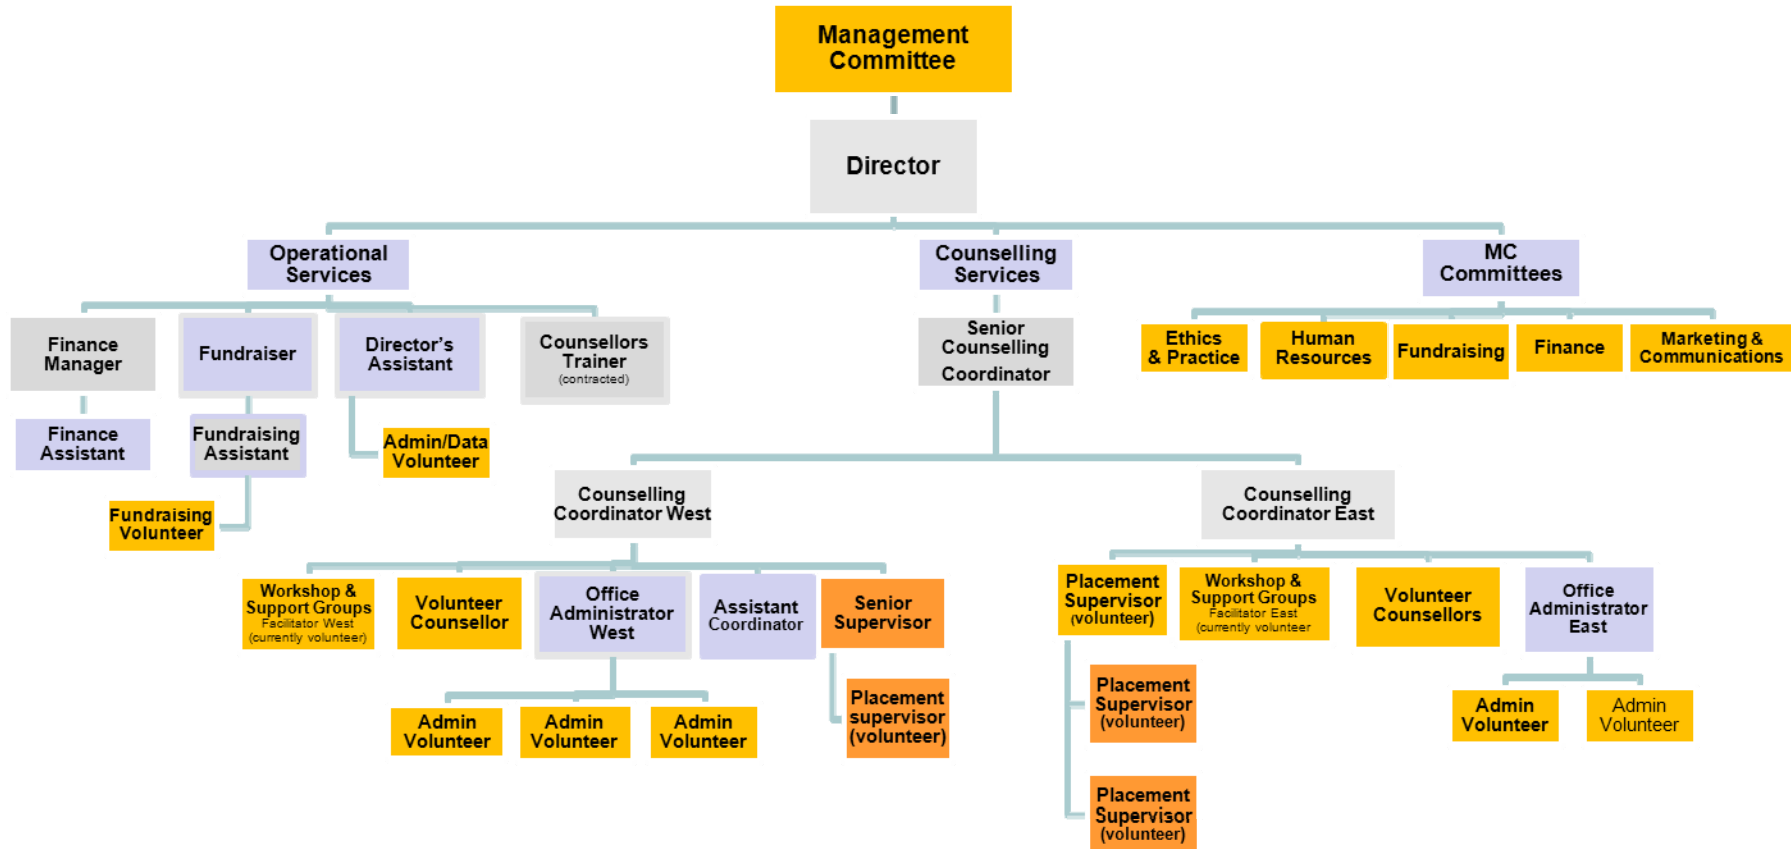 Management
Committee
Director
Operational
Services
Counselling
Services
MC
Committees
Finance
Manager
Fundraiser
Director's
Assistant
Counsellors
Trainer
(contracted)
Senior
Counselling
Coordinator
Ethics
& Practice
Human
Resources
Fundraising
Finance
Marketing &
Communications
Finance
Assistant
Fundraising
Assistant
Admin/Data
Volunteer
Fundraising
Volunteer
Counselling
Coordinator West
Counselling
Coordinator East
Workshop &
Support Groups
Facilitator West
(currently volunteer)
Volunteer
Counsellor
Office
Administrator
West
Assistant
Coordinator
Senior
Supervisor
Placement
Supervisor
(volunteer)
Workshop &
Support Groups
Facilitator East
(currently volunteer
Volunteer
Counsellors
Office
Administrator
East
Admin
Volunteer
Admin
Volunteer
Admin
Volunteer
Placement
supervisor
(volunteer)
Placement
Supervisor
(volunteer)
Admin
Volunteer
Admin
Volunteer
Placement
Supervisor
(volunteer)